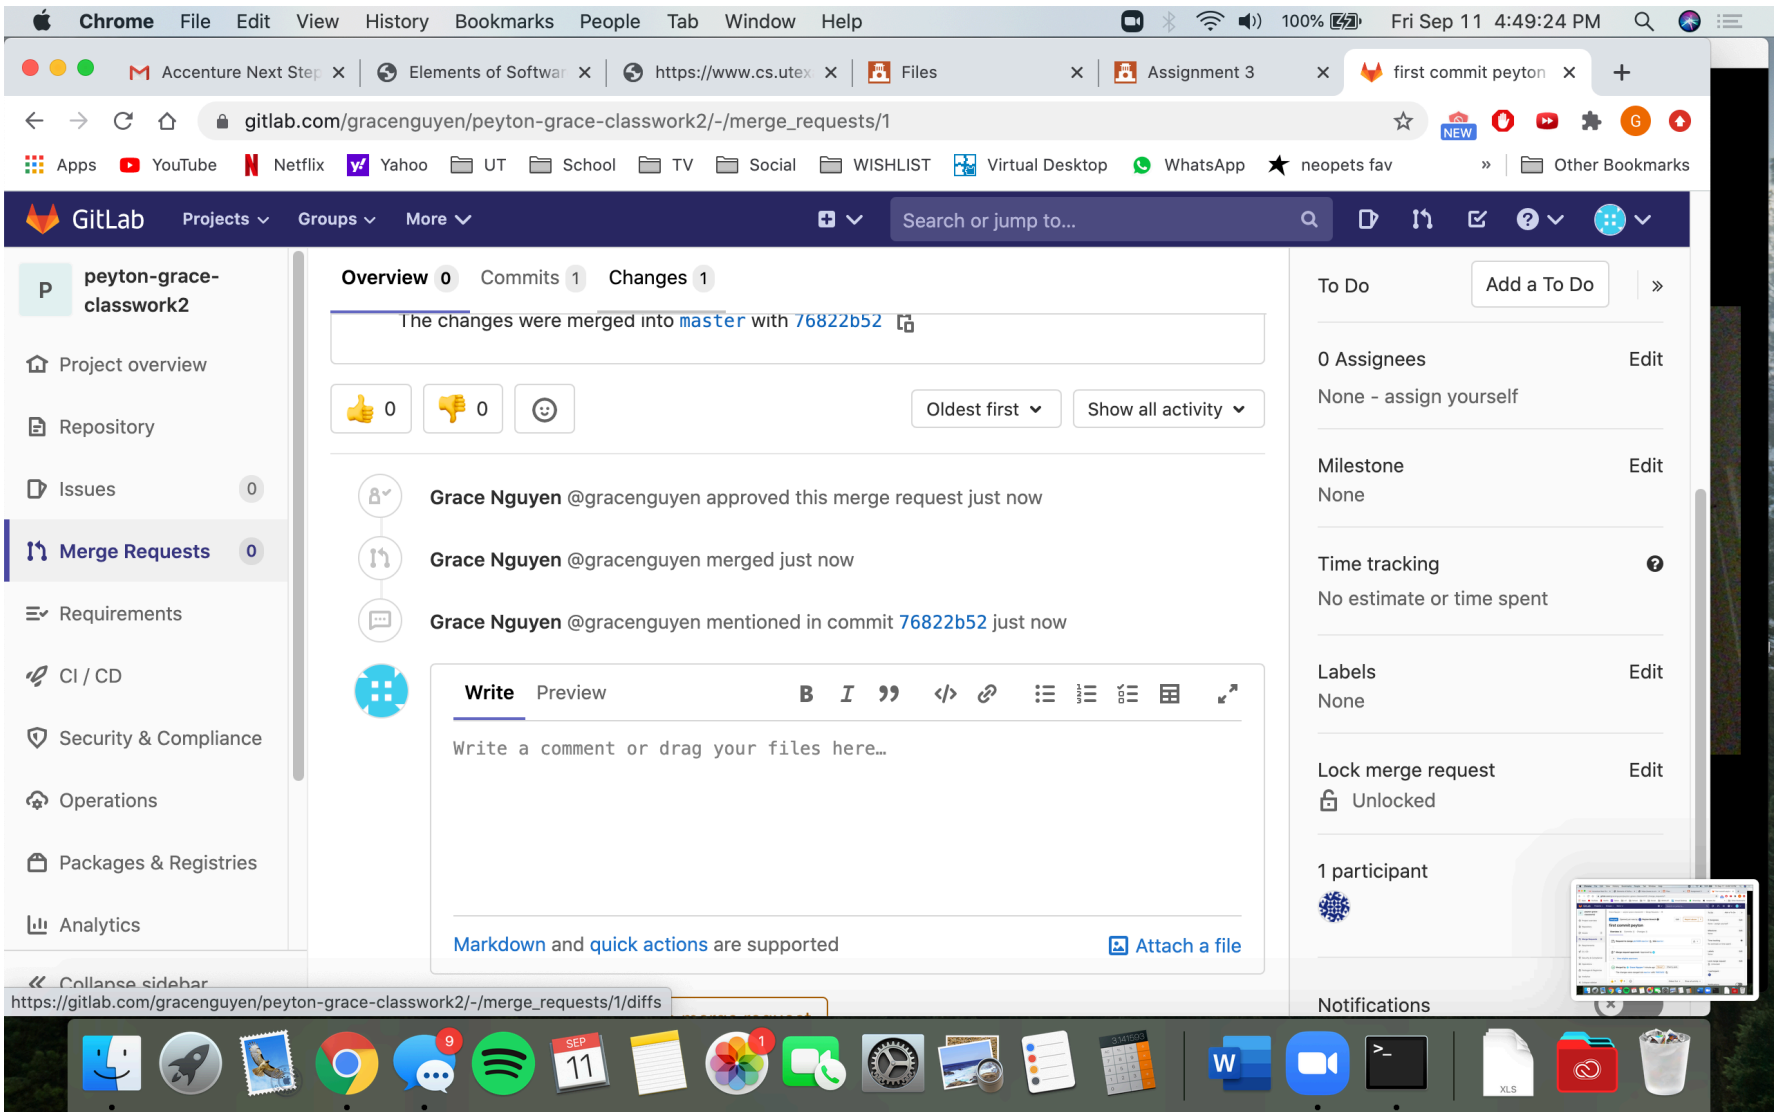 Chrome File Edit View History Bookmarks People Tab Window Help 100% Fri Sep 11 4:49:24 PM
Accenture Next Step Elements of Softwar https://www.cs.utex Files Assignment 3 first commit peyton
gitlab.com/gracenguyen/peyton-grace-classwork2/-/merge_requests/1 NEW G
Apps YouTube Netflix Yahoo UT School TV Social WISHLIST Virtual Desktop WhatsApp neopets fav » Other Bookmarks
GitLab Projects Groups More Search or jump to...
P peyton-grace-classwork2
Project overview
Repository
Issues 0
Merge Requests 0
Requirements
CI / CD
Security & Compliance
Operations
Packages & Registries
Analytics
Collapse sidebar
https://gitlab.com/gracenguyen/peyton-grace-classwork2/-/merge_requests/1/diffs
Overview 0 Commits 1 Changes 1
The changes were merged into master with 76822b52
0 0 Oldest first Show all activity
Grace Nguyen @gracenguyen approved this merge request just now
Grace Nguyen @gracenguyen merged just now
Grace Nguyen @gracenguyen mentioned in commit 76822b52 just now
Write Preview
Write a comment or drag your files here…
Markdown and quick actions are supported Attach a file
merge request
To Do Add a To Do »
0 Assignees Edit
None - assign yourself
Milestone Edit
None
Time tracking
No estimate or time spent
Labels Edit
None
Lock merge request Edit
Unlocked
1 participant
Notifications
9 SEP 11 1 3.141593 W >_ XLS